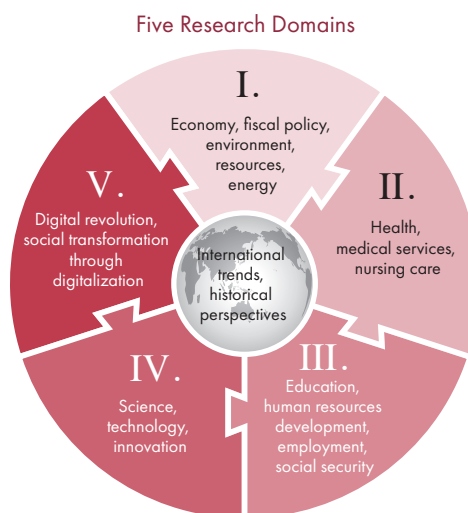 Five Research Domains
I.
Economy, fiscal policy,
environment,
resources,
energy
II.
Health,
medical services,
nursing care
III.
Education,
human resources
development,
employment,
social security
IV.
Science,
technology,
innovation
V.
Digital revolution,
social transformation
through
digitalization
International
trends,
historical
perspectives